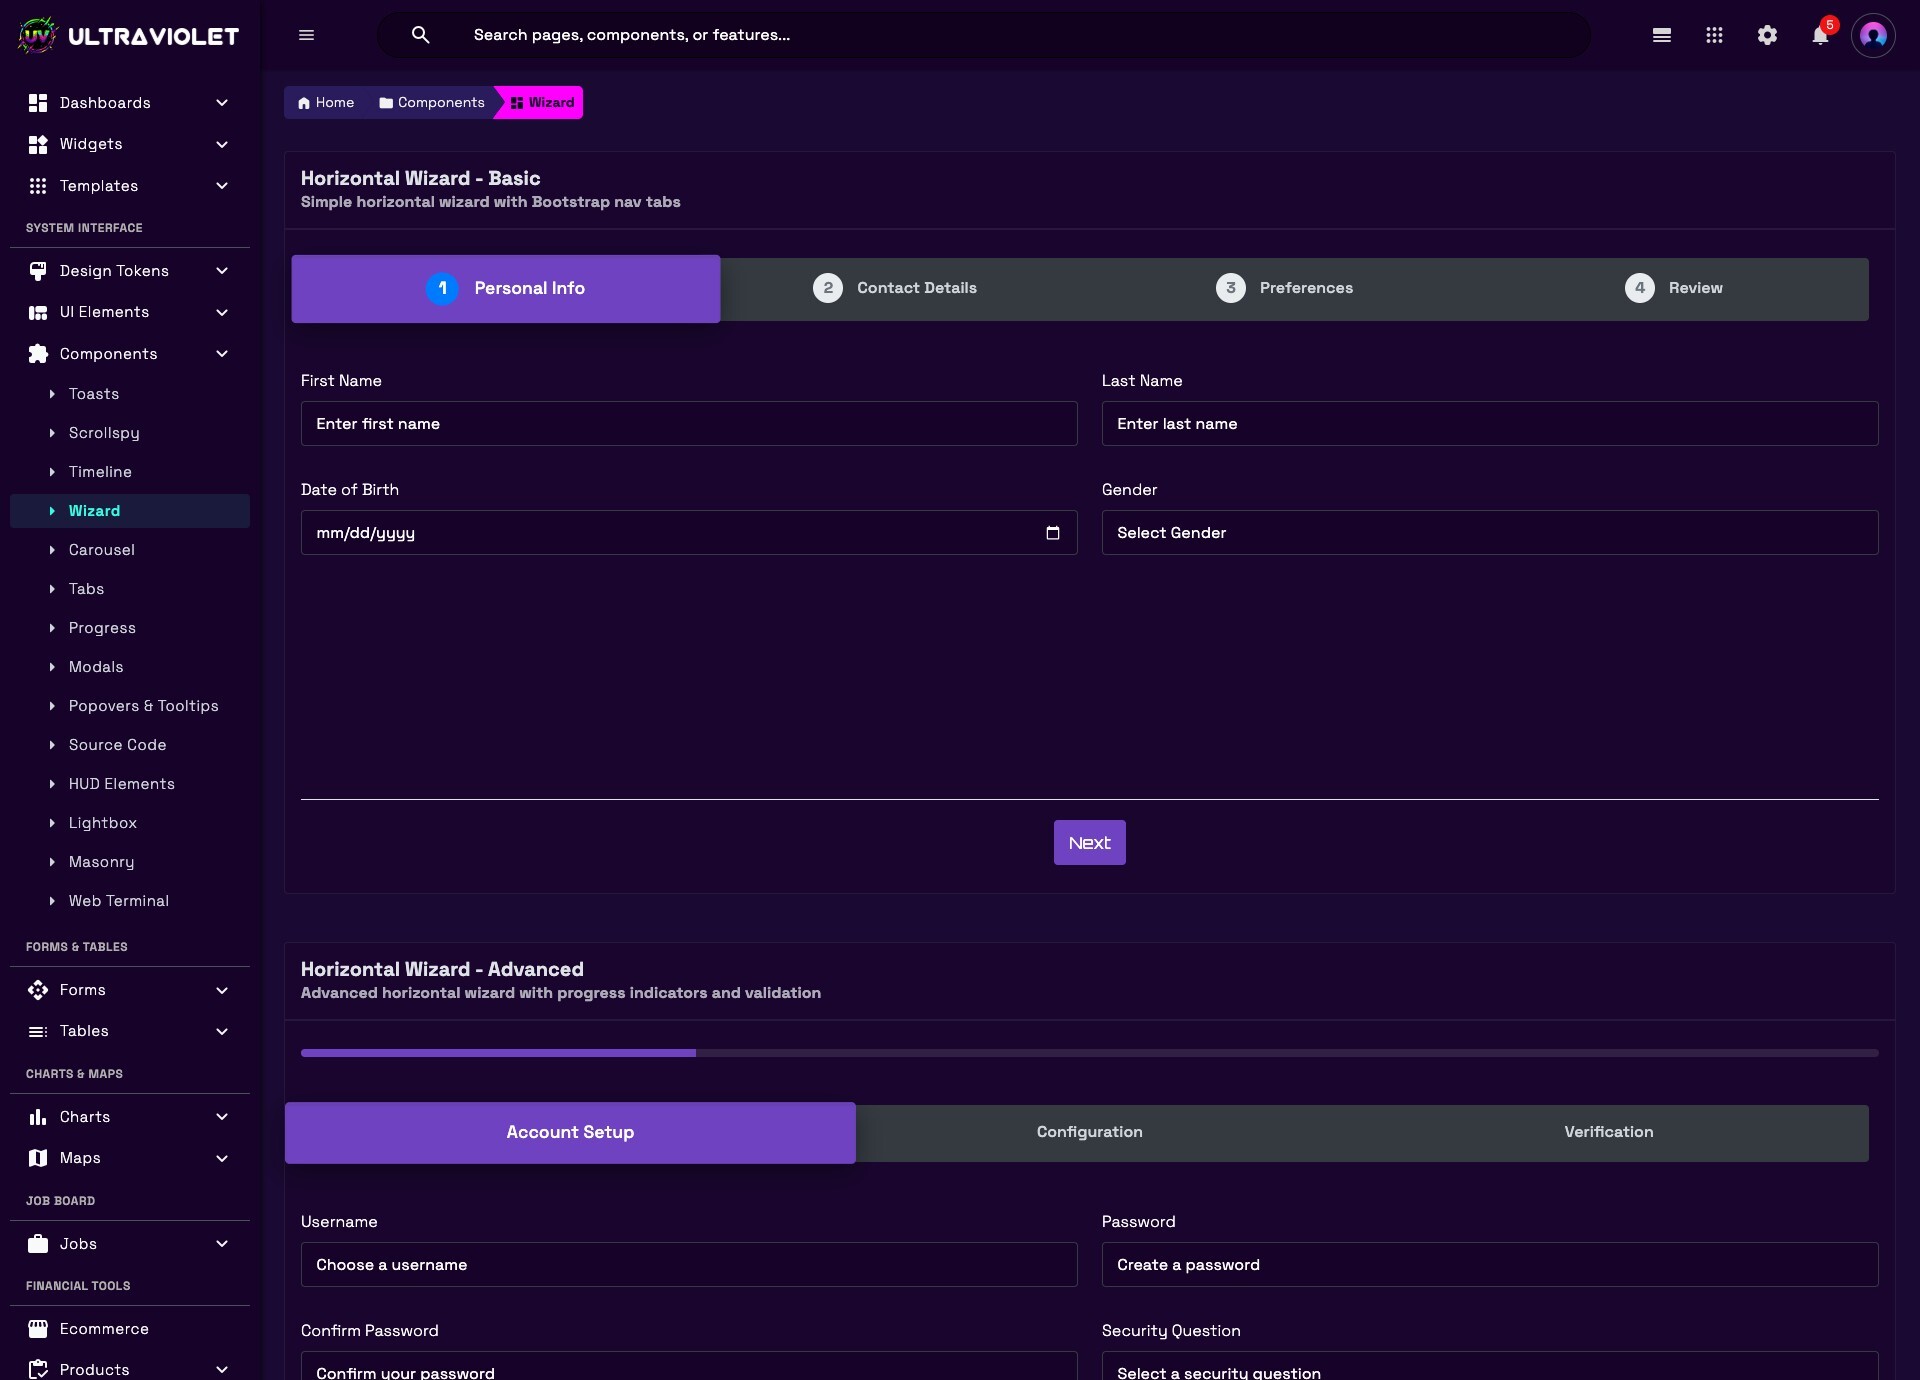 UV ULTRAVIOLET
Search pages, components, or features...
5
Dashboards
Widgets
Templates
SYSTEM INTERFACE
Design Tokens
UI Elements
Components
Toasts
Scrollspy
Timeline
Wizard
Carousel
Tabs
Progress
Modals
Popovers & Tooltips
Source Code
HUD Elements
Lightbox
Masonry
Web Terminal
FORMS & TABLES
Forms
Tables
CHARTS & MAPS
Charts
Maps
JOB BOARD
Jobs
FINANCIAL TOOLS
Ecommerce
Products
Home Components Wizard
Horizontal Wizard - Basic
Simple horizontal wizard with Bootstrap nav tabs
1 Personal Info 2 Contact Details 3 Preferences 4 Review
First Name Last Name
Enter first name Enter last name
Date of Birth Gender
mm/dd/yyyy Select Gender
Next
Horizontal Wizard - Advanced
Advanced horizontal wizard with progress indicators and validation
Account Setup Configuration Verification
Username Password
Choose a username Create a password
Confirm Password Security Question
Confirm your password Select a security question